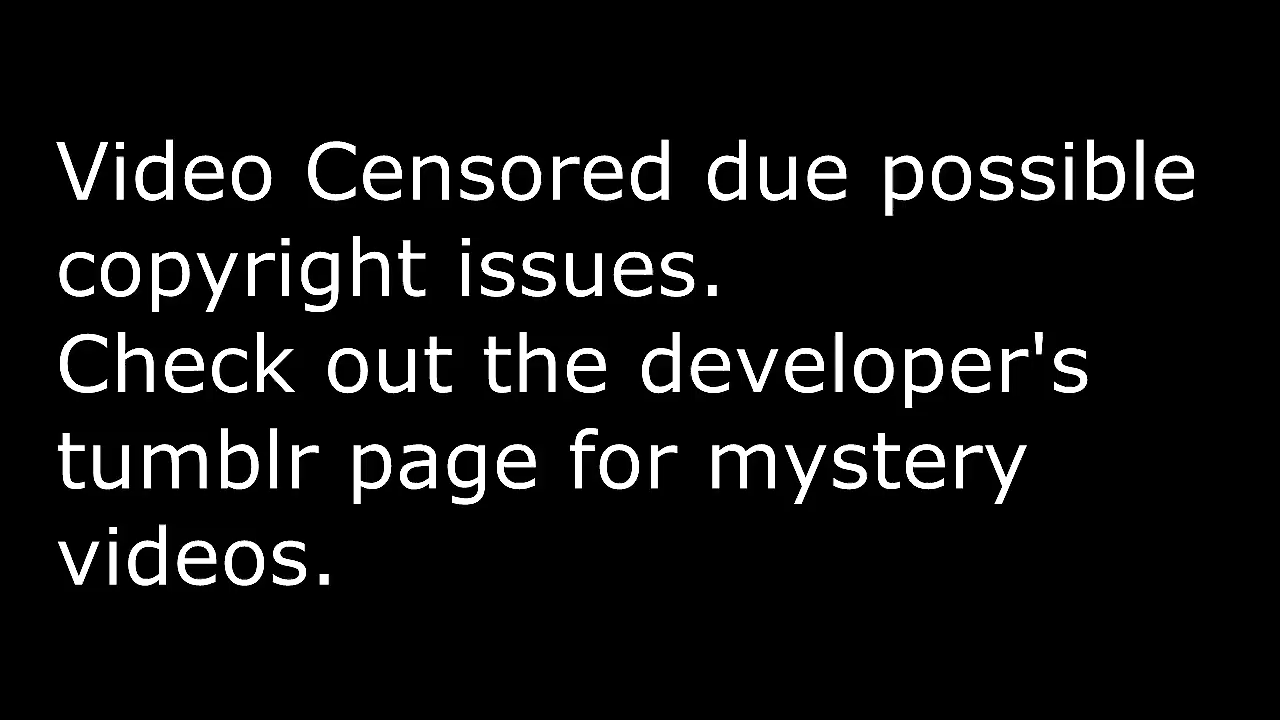 Video Censored due possible
copyright issues.
Check out the developer's
tumblr page for mystery
videos.